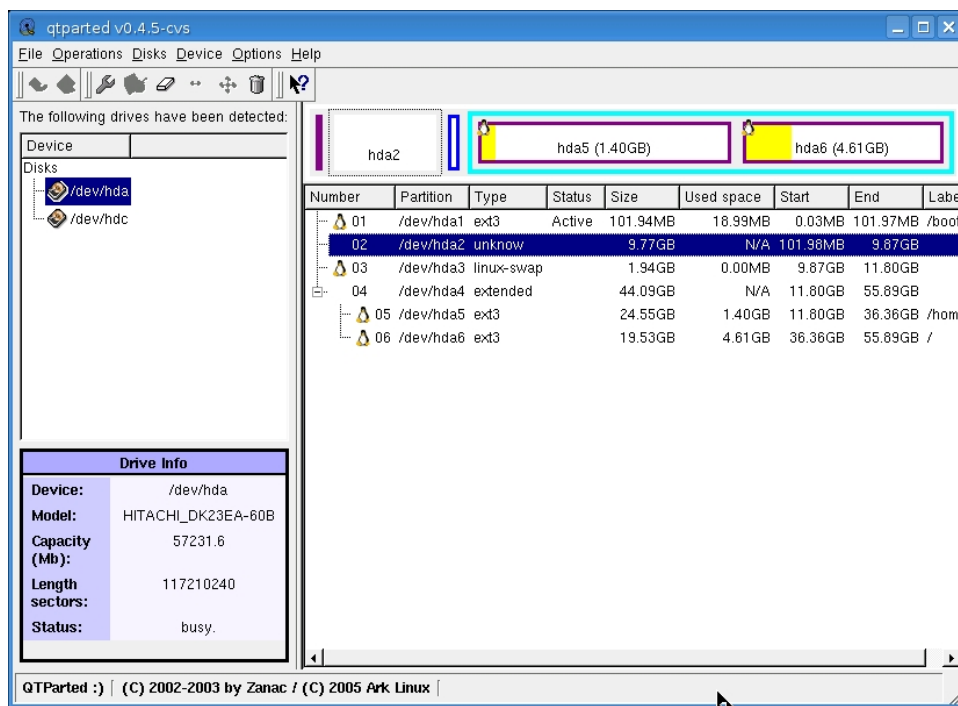 qtparted v0.4.5-cvs
File Operations Disks Device Options Help
The following drives have been detected:
Device
Disks
/dev/hda
/dev/hdc
Drive Info
Device: /dev/hda
Model: HITACHI_DK23EA-60B
Capacity (Mb): 57231.6
Length sectors: 117210240
Status: busy.
hda2 hda5 (1.40GB) hda6 (4.61GB)
Number Partition Type Status Size Used space Start End Labe
01 /dev/hda1 ext3 Active 101.94MB 18.99MB 0.03MB 101.97MB /boot
02 /dev/hda2 unknow 9.77GB N/A 101.98MB 9.87GB
03 /dev/hda3 linux-swap 1.94GB 0.00MB 9.87GB 11.80GB
04 /dev/hda4 extended 44.09GB N/A 11.80GB 55.89GB
05 /dev/hda5 ext3 24.55GB 1.40GB 11.80GB 36.36GB /hom
06 /dev/hda6 ext3 19.53GB 4.61GB 36.36GB 55.89GB /
QTParted :) (C) 2002-2003 by Zanac / (C) 2005 Ark Linux